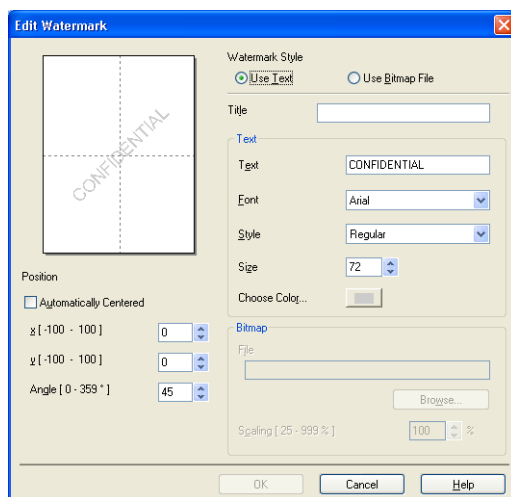 Edit Watermark
CONFIDENTIAL
Position
Automatically Centered
x [ -100 - 100 ] 0
y [ -100 - 100 ] 0
Angle [ 0 - 359 ° ] 45
Watermark Style
Use Text Use Bitmap File
Title
Text
Text CONFIDENTIAL
Font Arial
Style Regular
Size 72
Choose Color...
Bitmap
File
Browse...
Scaling [ 25 - 999 % ] 100 %
OK Cancel Help